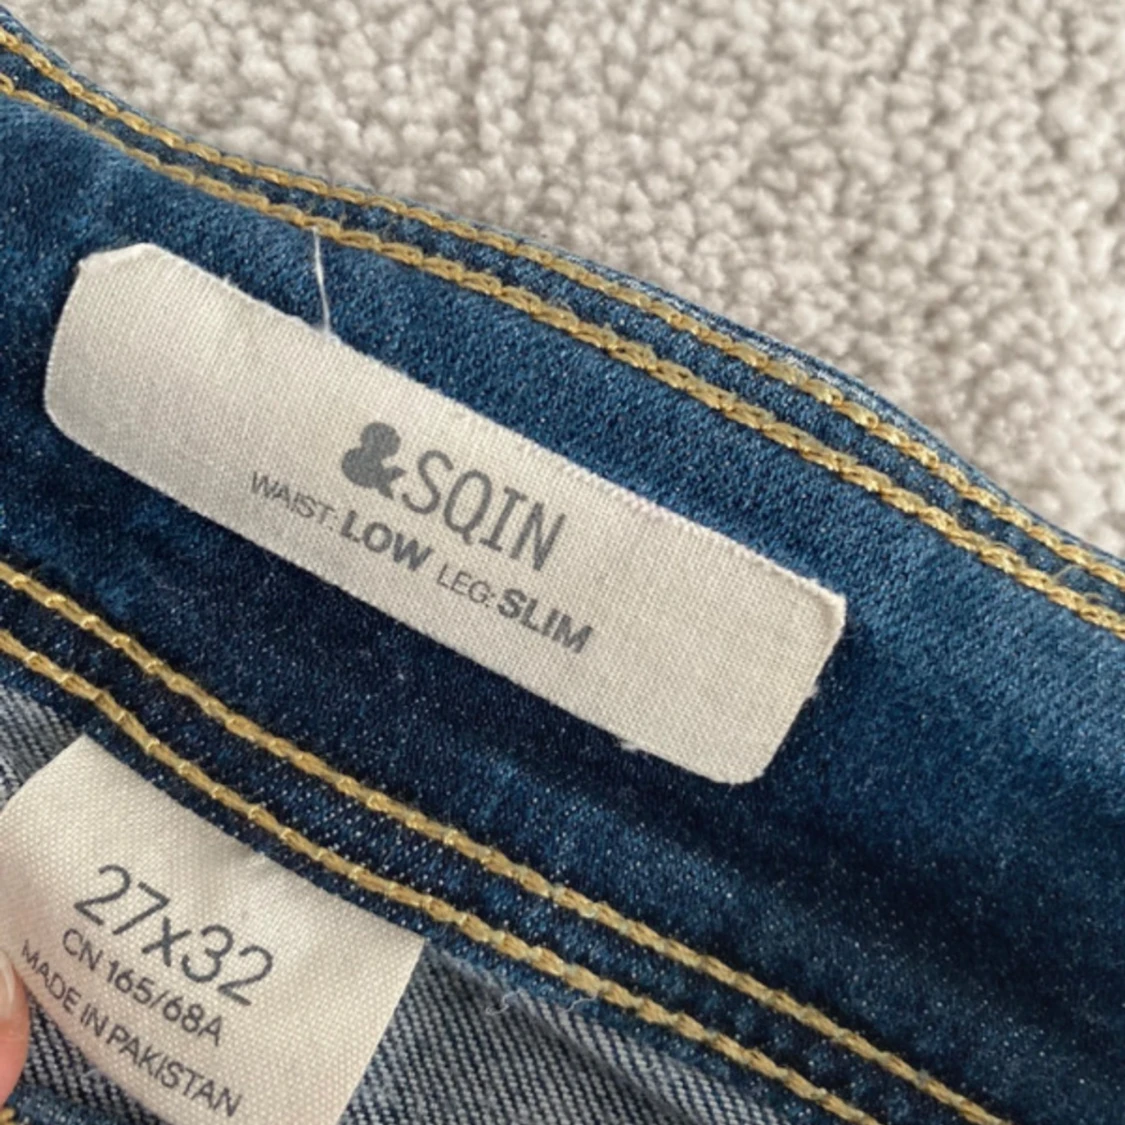 &SQIN
WAIST: LOW LEG: SLIM
27x32
CN 165/68A
MADE IN PAKISTAN